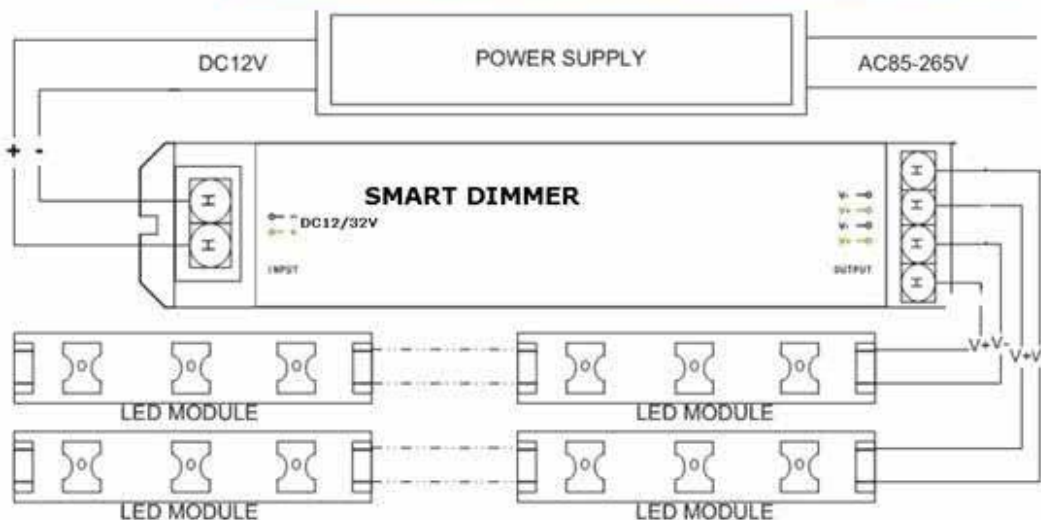 DC12V
POWER SUPPLY
AC85-265V
+ -
SMART DIMMER
DC12/32V
INPUT
V-
V+
V-
V+
OUTPUT
V+V-
V+V
LED MODULE
LED MODULE
LED MODULE
LED MODULE